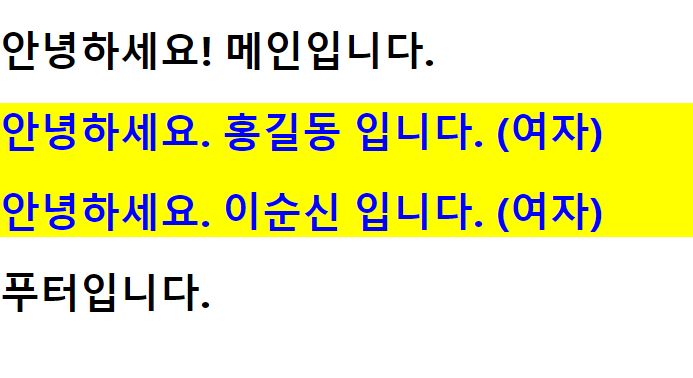 안녕하세요! 메인입니다.
안녕하세요. 홍길동 입니다. (여자)
안녕하세요. 이순신 입니다. (여자)
푸터입니다.